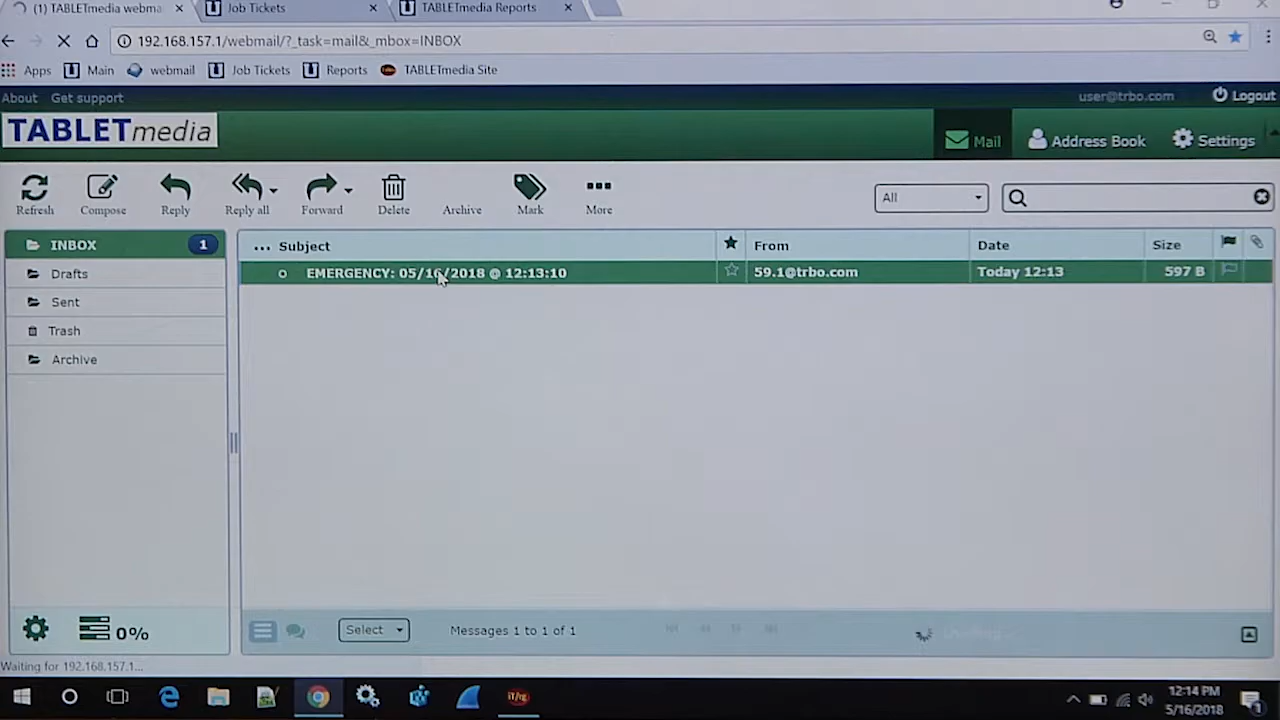 (1) TABLETmedia webma Job Tickets TABLETmedia Reports
192.168.157.1/webmail/?_task=mail&_mbox=INBOX
Apps Main webmail Job Tickets Reports TABLETmedia Site
About Get support user@trbo.com Logout
TABLETmedia Mail Address Book Settings
Refresh Compose Reply Reply all Forward Delete Archive Mark More All
INBOX 1 ... Subject From Date Size
EMERGENCY: 05/16/2018 @ 12:13:10 59.1@trbo.com Today 12:13 597 B
Drafts
Sent
Trash
Archive
0% Select Messages 1 to 1 of 1 Loading...
Waiting for 192.168.157.1...
12:14 PM
5/16/2018 1